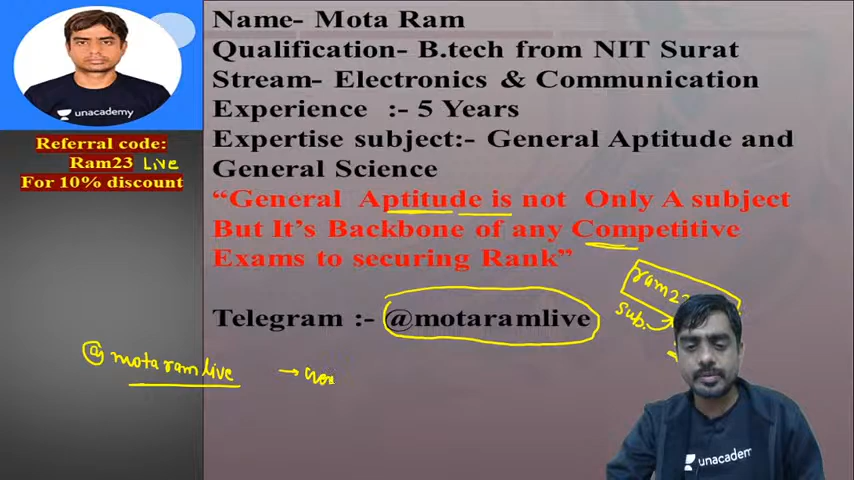 Name- Mota Ram
Qualification- B.tech from NIT Surat
Stream- Electronics & Communication
Experience :- 5 Years
Expertise subject:- General Aptitude and
General Science
“General Aptitude is not Only A subject
But It’s Backbone of any Competitive
Exams to securing Rank”
Telegram :- @motaramlive
unacademy
Referral code:
Ram23 Live
For 10% discount
ram23
sub.
@motaramlive
unacademy